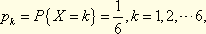 p_k = P{X = k} = 1/6, k = 1, 2, ⋯ 6,